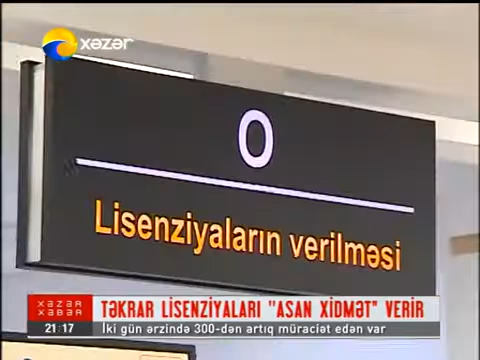 xəzər
O
Lisenziyaların verilməsi
XƏZƏR
XƏBƏR
TƏKRAR LİSENZİYALARI "ASAN XİDMƏT" VERİR
21:17
İki gün ərzində 300-dən artıq müraciət edən var